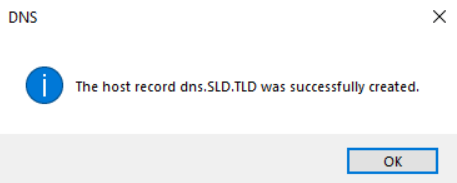 DNS
The host record dns.SLD.TLD was successfully created.
OK